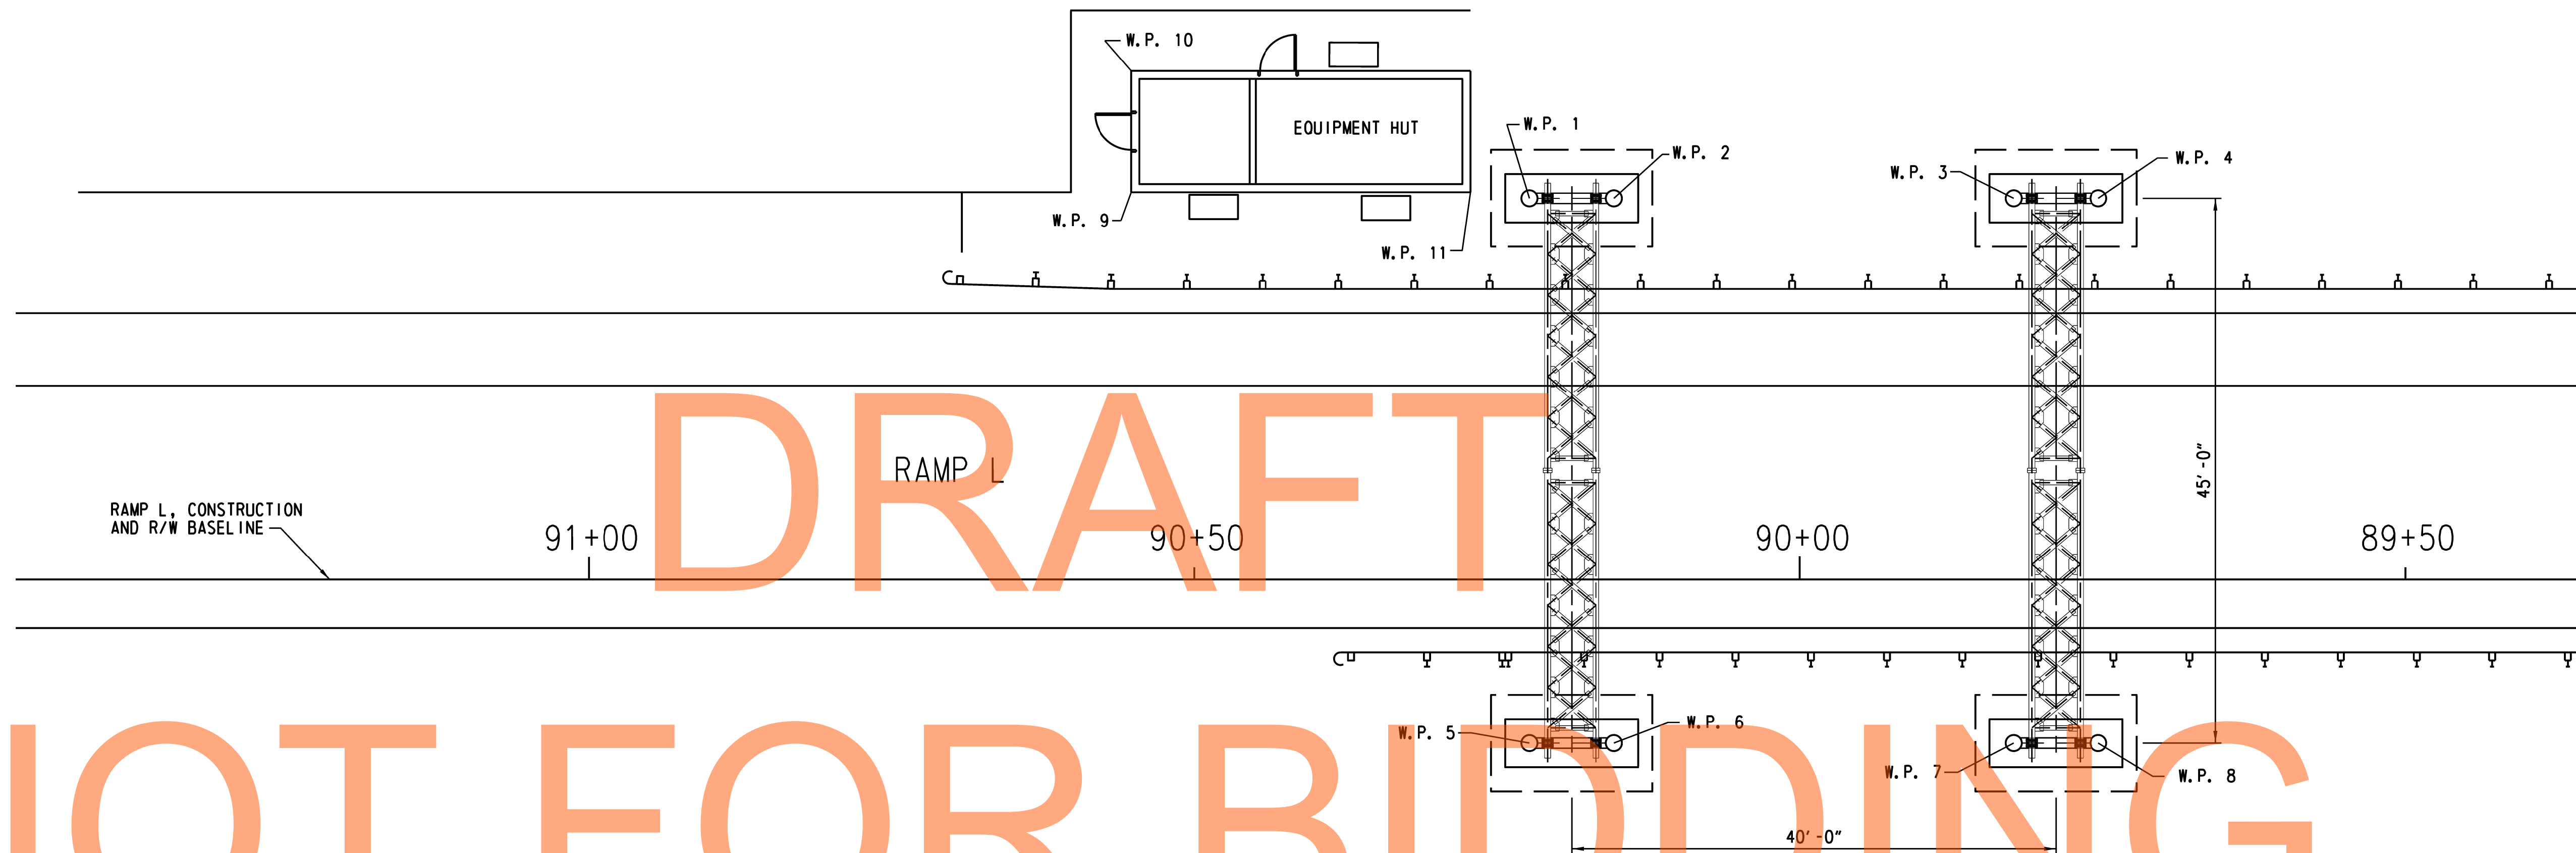 W.P. 10
EQUIPMENT HUT
W.P. 1
W.P. 2
W.P. 3
W.P. 4
W.P. 9
W.P. 11
RAMP L
45'-0"
RAMP L, CONSTRUCTION
AND R/W BASELINE
91+00
90+50
90+00
89+50
DRAFT
W.P. 5
W.P. 6
W.P. 7
W.P. 8
40'-0"
NOT FOR BIDDING